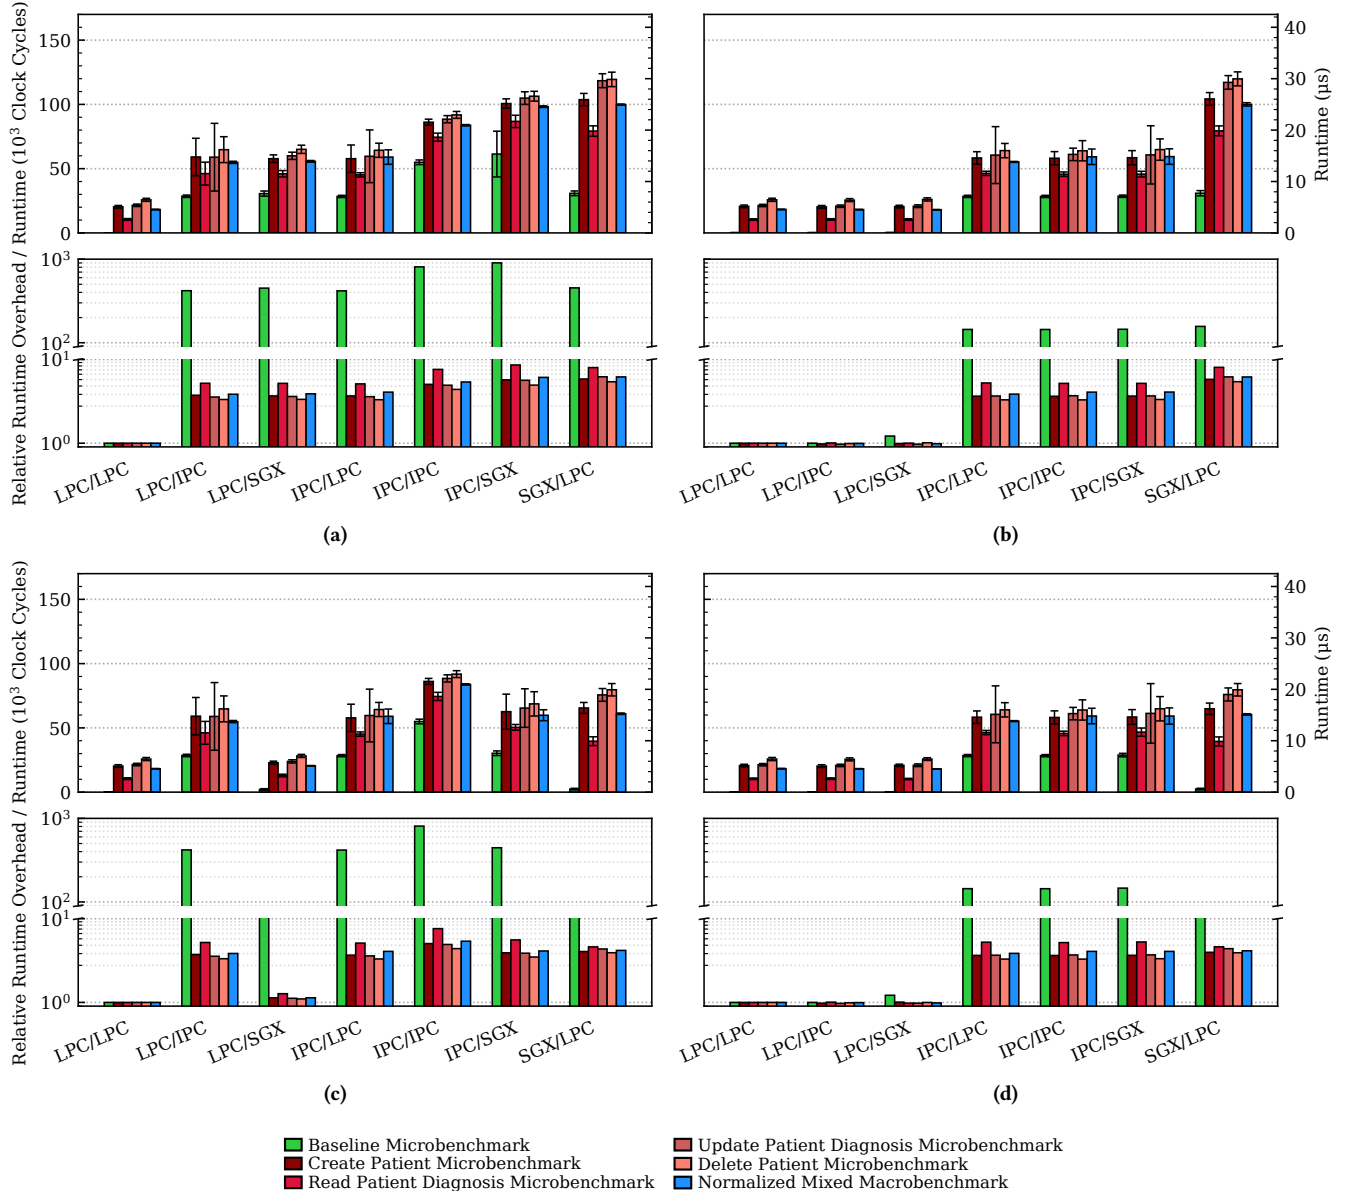 Relative Runtime Overhead / Runtime (10³ Clock Cycles)
150
100
50
0
10³
10²
10¹
10⁰
LPC/LPC
LPC/IPC
LPC/SGX
IPC/LPC
IPC/IPC
IPC/SGX
SGX/LPC
(a)
40
30
20
10
0
Runtime (µs)
LPC/LPC
LPC/IPC
LPC/SGX
IPC/LPC
IPC/IPC
IPC/SGX
SGX/LPC
(b)
Relative Runtime Overhead / Runtime (10³ Clock Cycles)
150
100
50
0
10³
10²
10¹
10⁰
LPC/LPC
LPC/IPC
LPC/SGX
IPC/LPC
IPC/IPC
IPC/SGX
SGX/LPC
(c)
40
30
20
10
0
Runtime (µs)
LPC/LPC
LPC/IPC
LPC/SGX
IPC/LPC
IPC/IPC
IPC/SGX
SGX/LPC
(d)
Baseline Microbenchmark
Create Patient Microbenchmark
Read Patient Diagnosis Microbenchmark
Update Patient Diagnosis Microbenchmark
Delete Patient Microbenchmark
Normalized Mixed Macrobenchmark